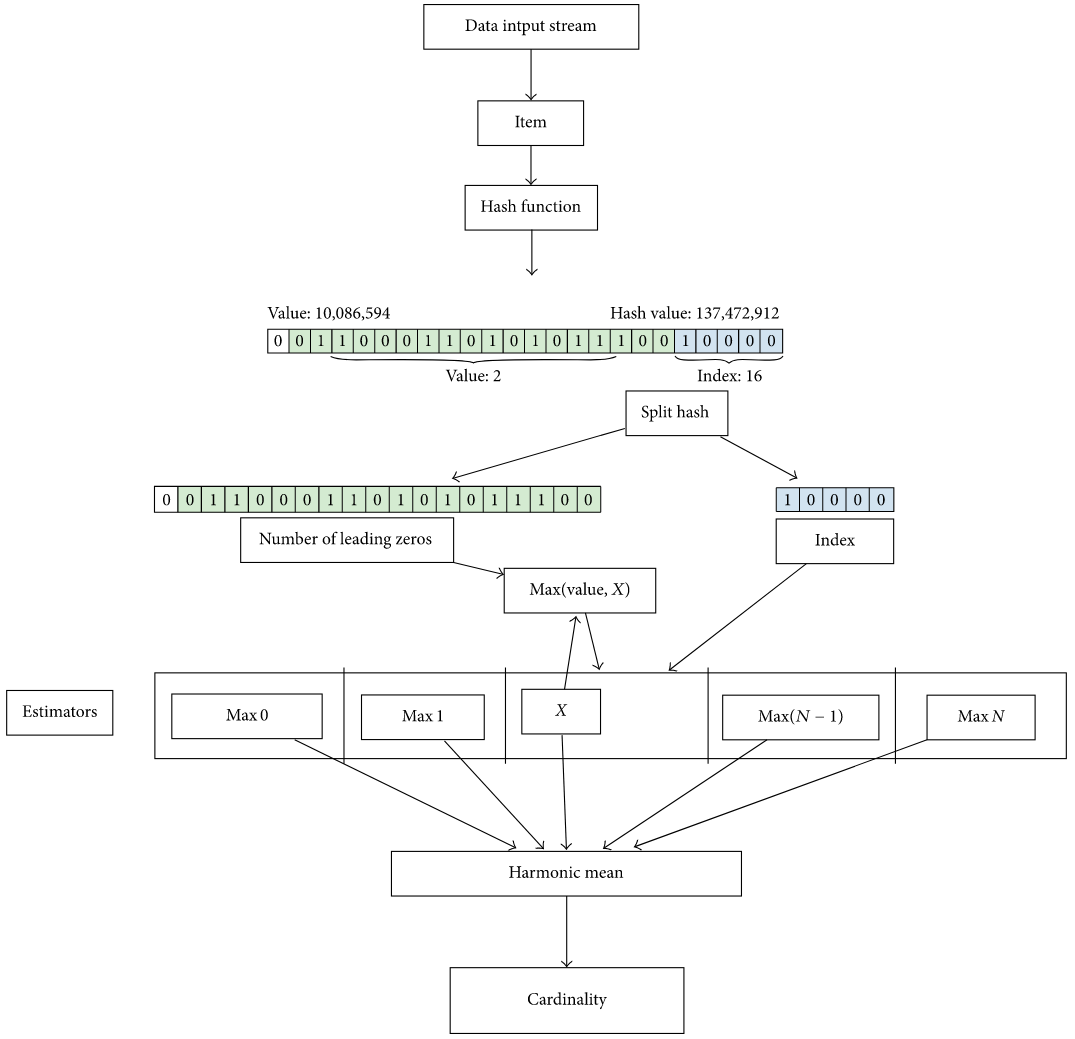 Data intput stream
Item
Hash function
Value: 10,086,594 Hash value: 137,472,912
0 0 1 1 0 0 0 1 1 0 1 0 1 0 1 1 1 0 0 1 0 0 0 0
Value: 2 Index: 16
Split hash
0 0 1 1 0 0 0 1 1 0 1 0 1 0 1 1 1 0 0 1 0 0 0 0
Number of leading zeros Index
Max(value, X)
Estimators Max 0 Max 1 X Max(N − 1) Max N
Harmonic mean
Cardinality